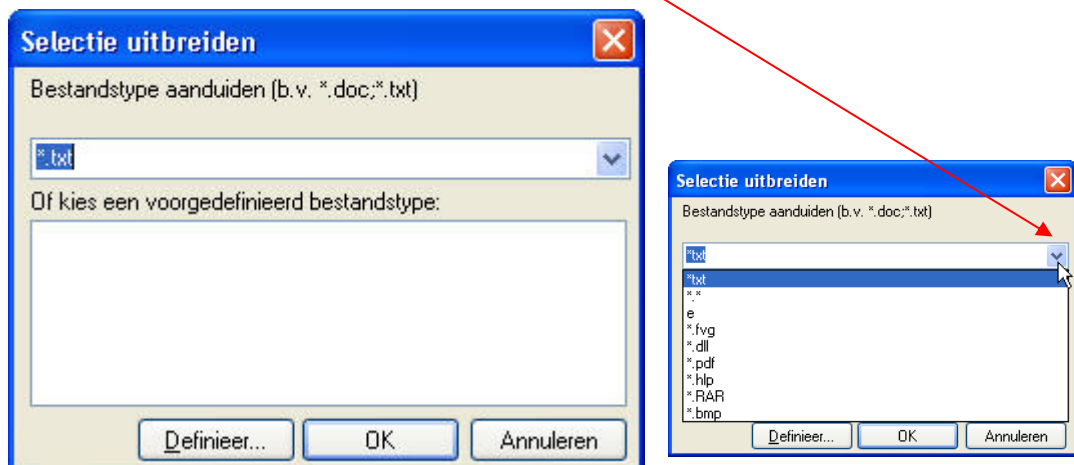 Selectie uitbreiden
Bestandstype aanduiden (b.v. *.doc;*.txt)
*.txt
Of kies een voorgedefinieerd bestandstype:
Definieer... OK Annuleren
Selectie uitbreiden
Bestandstype aanduiden (b.v. *.doc;*.txt)
*txt
*txt
*.*
e
*.fvg
*.dll
*.pdf
*.hlp
*.RAR
*.bmp
Definieer... OK Annuleren